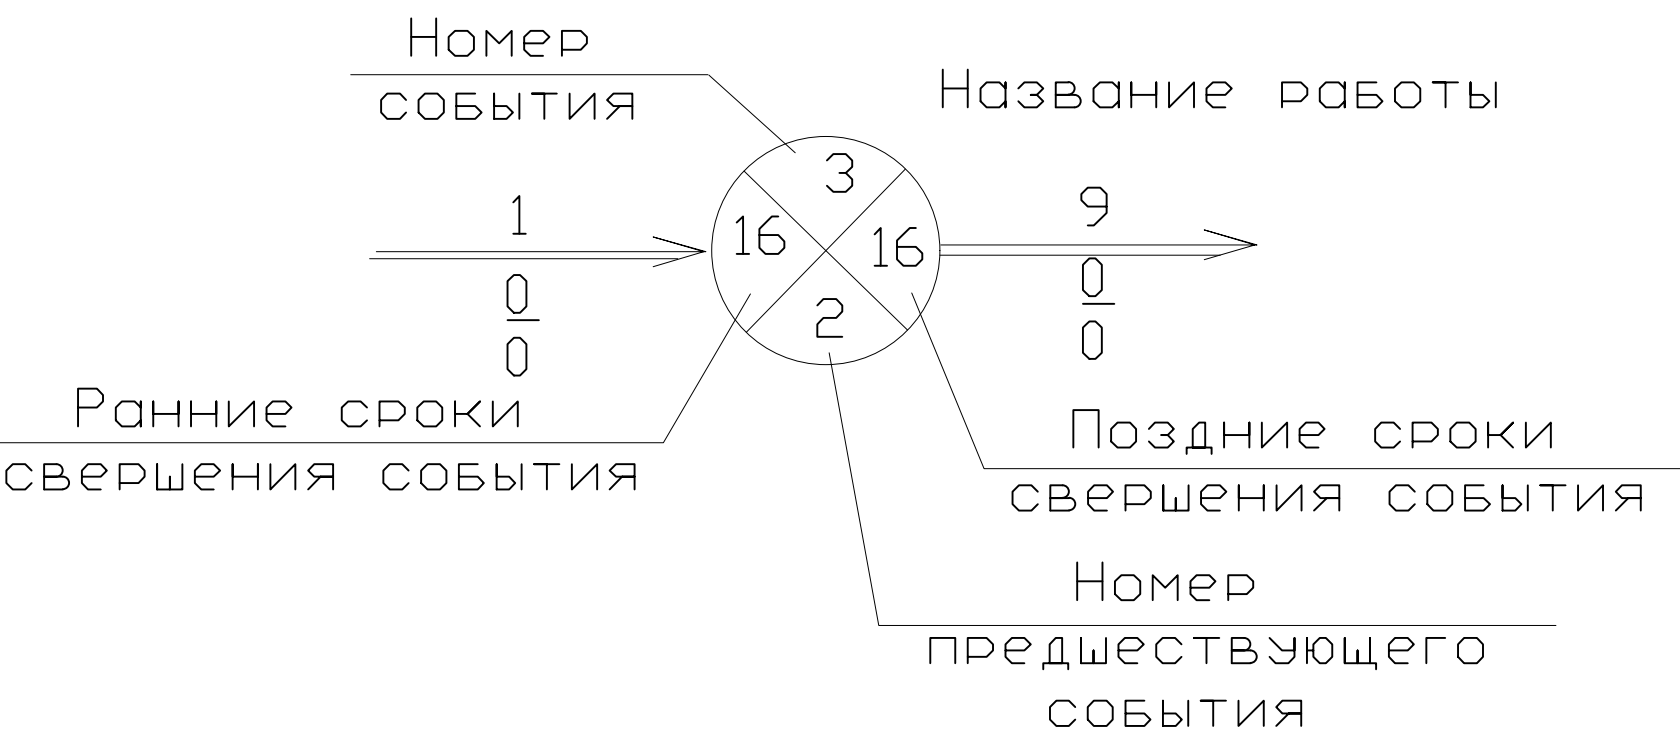 Номер
события
Название работы
3
1
9
16
16
0
0
2
0
0
Ранние сроки
свершения события
Поздние сроки
свершения события
Номер
предшествующего
события